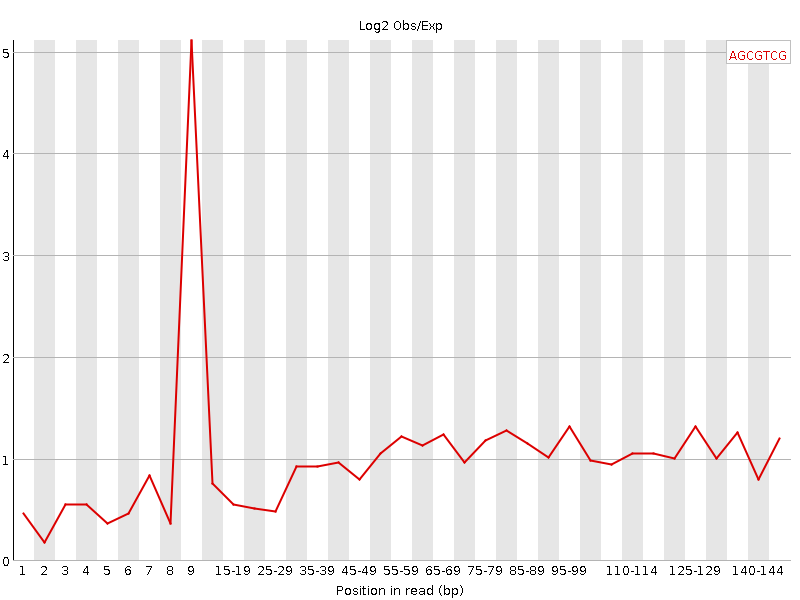 Log2 Obs/Exp
AGCGTCG
5
4
3
2
1
0
1 2 3 4 5 6 7 8 9 15-19 25-29 35-39 45-49 55-59 65-69 75-79 85-89 95-99 110-114 125-129 140-144
Position in read (bp)